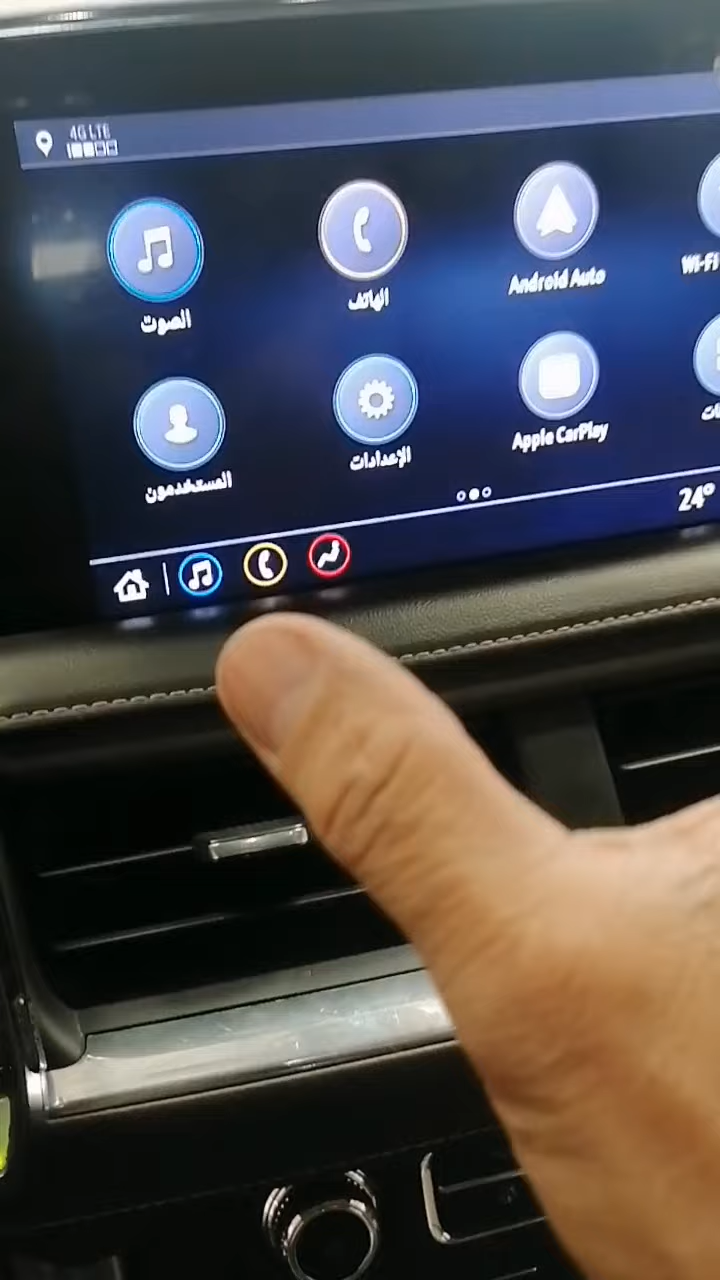 4G LTE
الصوت
الهاتف
Android Auto
Wi-Fi
المستخدمون
الإعدادات
Apple CarPlay
24°